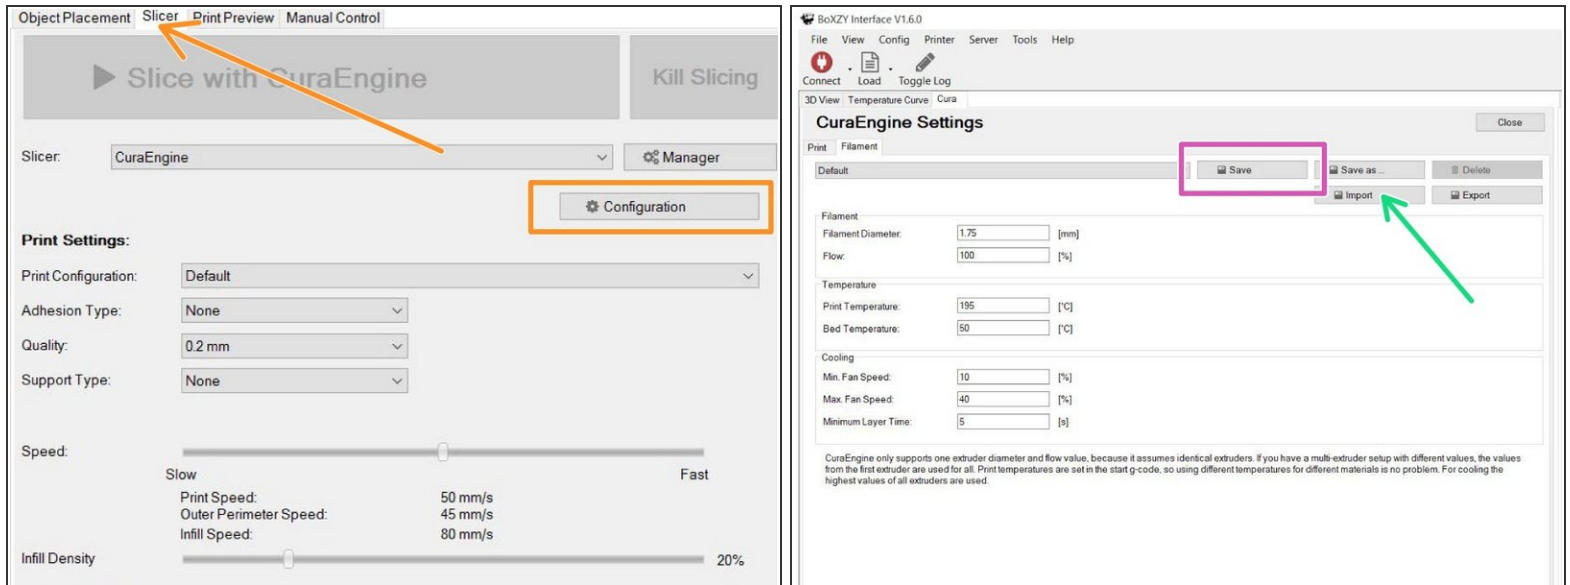 Object Placement Slicer Print Preview Manual Control
Slice with CuraEngine Kill Slicing
Slicer: CuraEngine Manager
Configuration
Print Settings:
Print Configuration: Default
Adhesion Type: None
Quality: 0.2 mm
Support Type: None
Speed:
Slow Fast
Print Speed: 50 mm/s
Outer Perimeter Speed: 45 mm/s
Infill Speed: 80 mm/s
Infill Density 20%
BoXZY Interface V1.6.0
File View Config Printer Server Tools Help
Connect Load Toggle Log
3D View Temperature Curve Cura
CuraEngine Settings Close
Print Filament
Default Save Save as ... Delete
Import Export
Filament
Filament Diameter: 1.75 [mm]
Flow: 100 [%]
Temperature
Print Temperature: 195 [°C]
Bed Temperature: 50 [°C]
Cooling
Min. Fan Speed: 10 [%]
Max. Fan Speed: 40 [%]
Minimum Layer Time: 5 [s]
CuraEngine only supports one extruder diameter and flow value, because it assumes identical extruders. If you have a multi-extruder setup with different values, the values
from the first extruder are used for all. Print temperatures are set in the start g-code, so using different temperatures for different materials is no problem. For cooling the
highest values of all extruders are used.